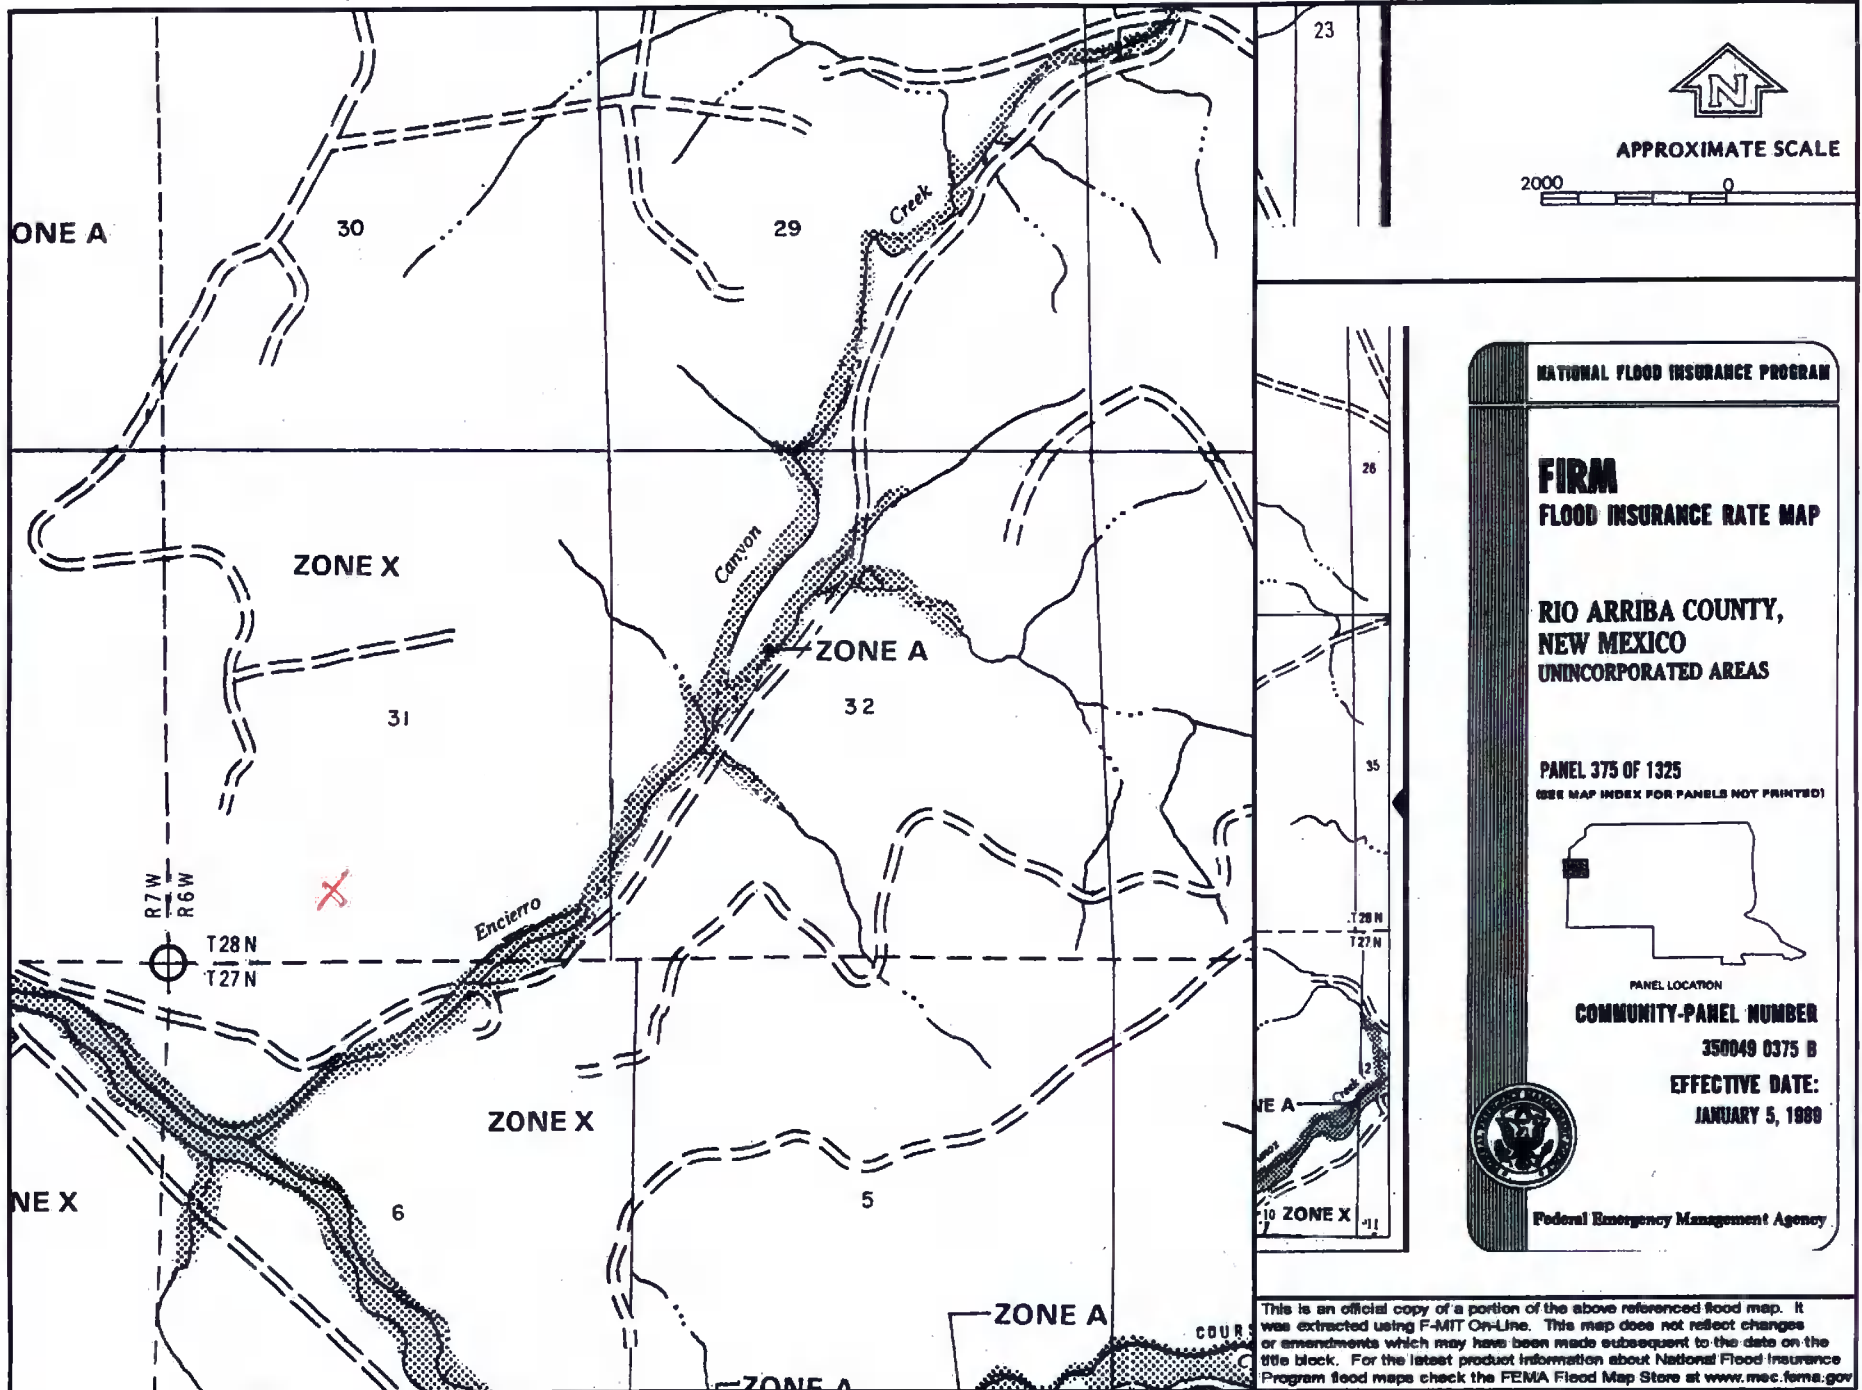 23
N
APPROXIMATE SCALE
2000 0
ONE A
30
29
Creek
NATIONAL FLOOD INSURANCE PROGRAM
FIRM
FLOOD INSURANCE RATE MAP
26
ZONE X
Canyon
RIO ARRIBA COUNTY,
NEW MEXICO
UNINCORPORATED AREAS
ZONE A
32
31
35
PANEL 375 OF 1325
(SEE MAP INDEX FOR PANELS NOT PRINTED)
R7W
R6W
Encierro
T28N
T27N
T28N
T27N
PANEL LOCATION
COMMUNITY-PANEL NUMBER
350049 0375 B
EFFECTIVE DATE:
JANUARY 5, 1989
12
Creek
NE A
ZONE X
NE X
6
5
10 ZONE X 11
Federal Emergency Management Agency
ZONE A
COURS
ZONE A
This is an official copy of a portion of the above referenced flood map. It
was extracted using F-MIT On-Line. This map does not reflect changes
or amendments which may have been made subsequent to the date on the
title block. For the latest product information about National Flood Insurance
Program flood maps check the FEMA Flood Map Store at www.msc.fema.gov